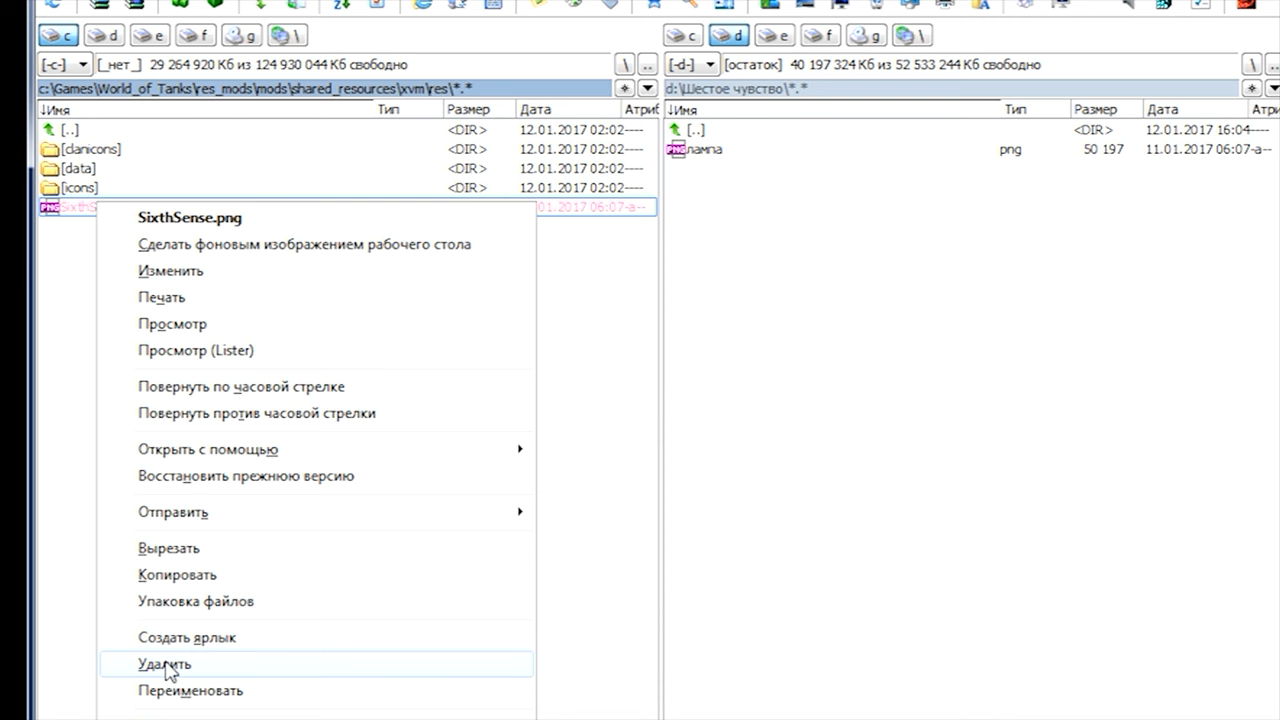 c d e f g \
c d e f g \
[-c-] [_нет_] 29 264 920 Кб из 124 930 044 Кб свободно \ ..
[-d-] [остаток] 40 197 324 Кб из 52 533 244 Кб свободно \ ..
c:\Games\World_of_Tanks\res_mods\mods\shared_resources\xvm\res\*.* *
d:\Шестое чувство\*.* *
↓Имя Тип Размер Дата Атриб
↓Имя Тип Размер Дата Атри
[..] <DIR> 12.01.2017 02:02----
[..] <DIR> 12.01.2017 16:04----
[clanicons] <DIR> 12.01.2017 02:02----
PNG лампа png 50 197 11.01.2017 06:07-a--
[data] <DIR> 12.01.2017 02:02----
[icons] <DIR> 12.01.2017 02:02----
PNG SixthS .01.2017 06:07-a--
SixthSense.png
Сделать фоновым изображением рабочего стола
Изменить
Печать
Просмотр
Просмотр (Lister)
Повернуть по часовой стрелке
Повернуть против часовой стрелки
Открыть с помощью
Восстановить прежнюю версию
Отправить
Вырезать
Копировать
Упаковка файлов
Создать ярлык
Удалить
Переименовать